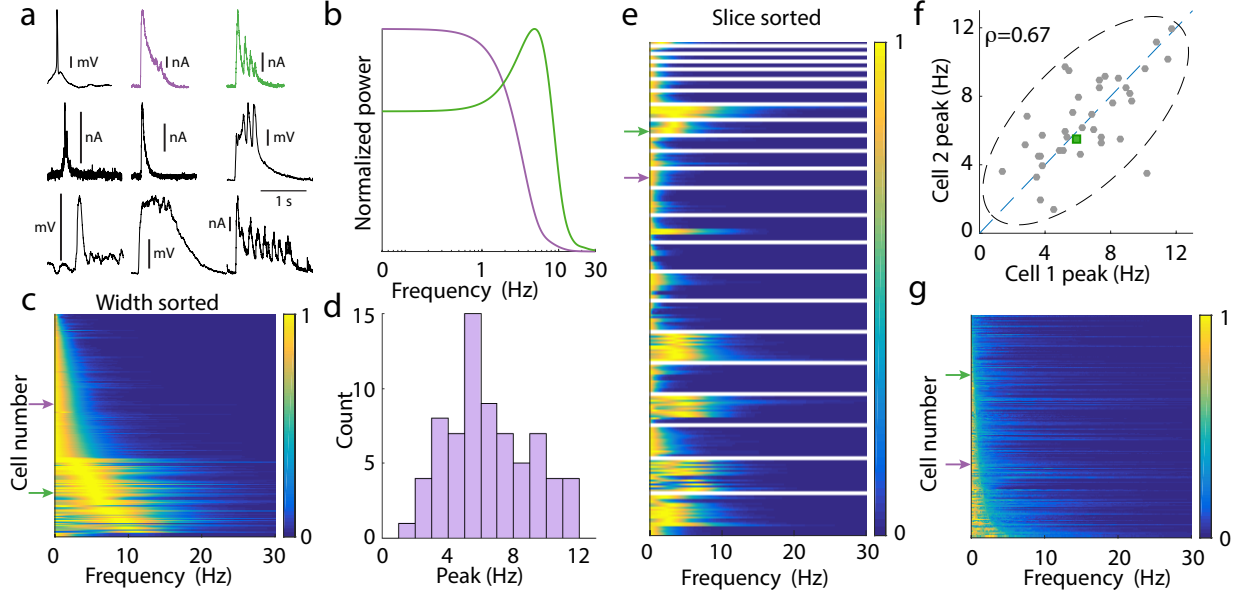 a
mV
nA
nA
nA
nA
mV
1 s
mV
mV
nA
b
Normalized power
0
1
10
30
Frequency (Hz)
c
Width sorted
Cell number
0
10
20
30
Frequency (Hz)
1
0
d
Count
15
10
5
0
4
8
12
Peak (Hz)
e
Slice sorted
0
10
20
30
Frequency (Hz)
1
0
f
ρ=0.67
Cell 2 peak (Hz)
12
8
4
0
0
4
8
12
Cell 1 peak (Hz)
g
Cell number
0
10
20
30
Frequency (Hz)
1
0